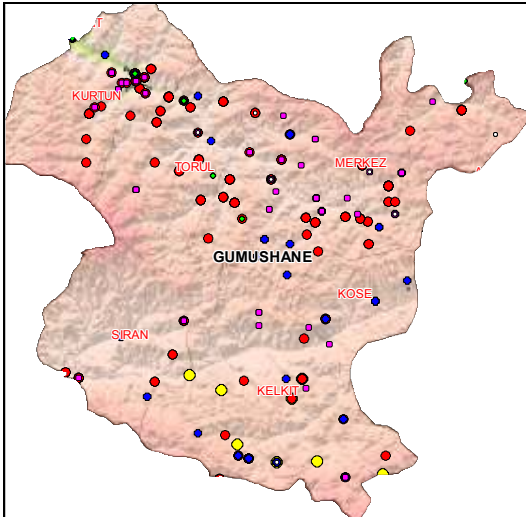 KURTUN
TORUL
MERKEZ
GUMUSHANE
KOSE
SIRAN
KELKIT